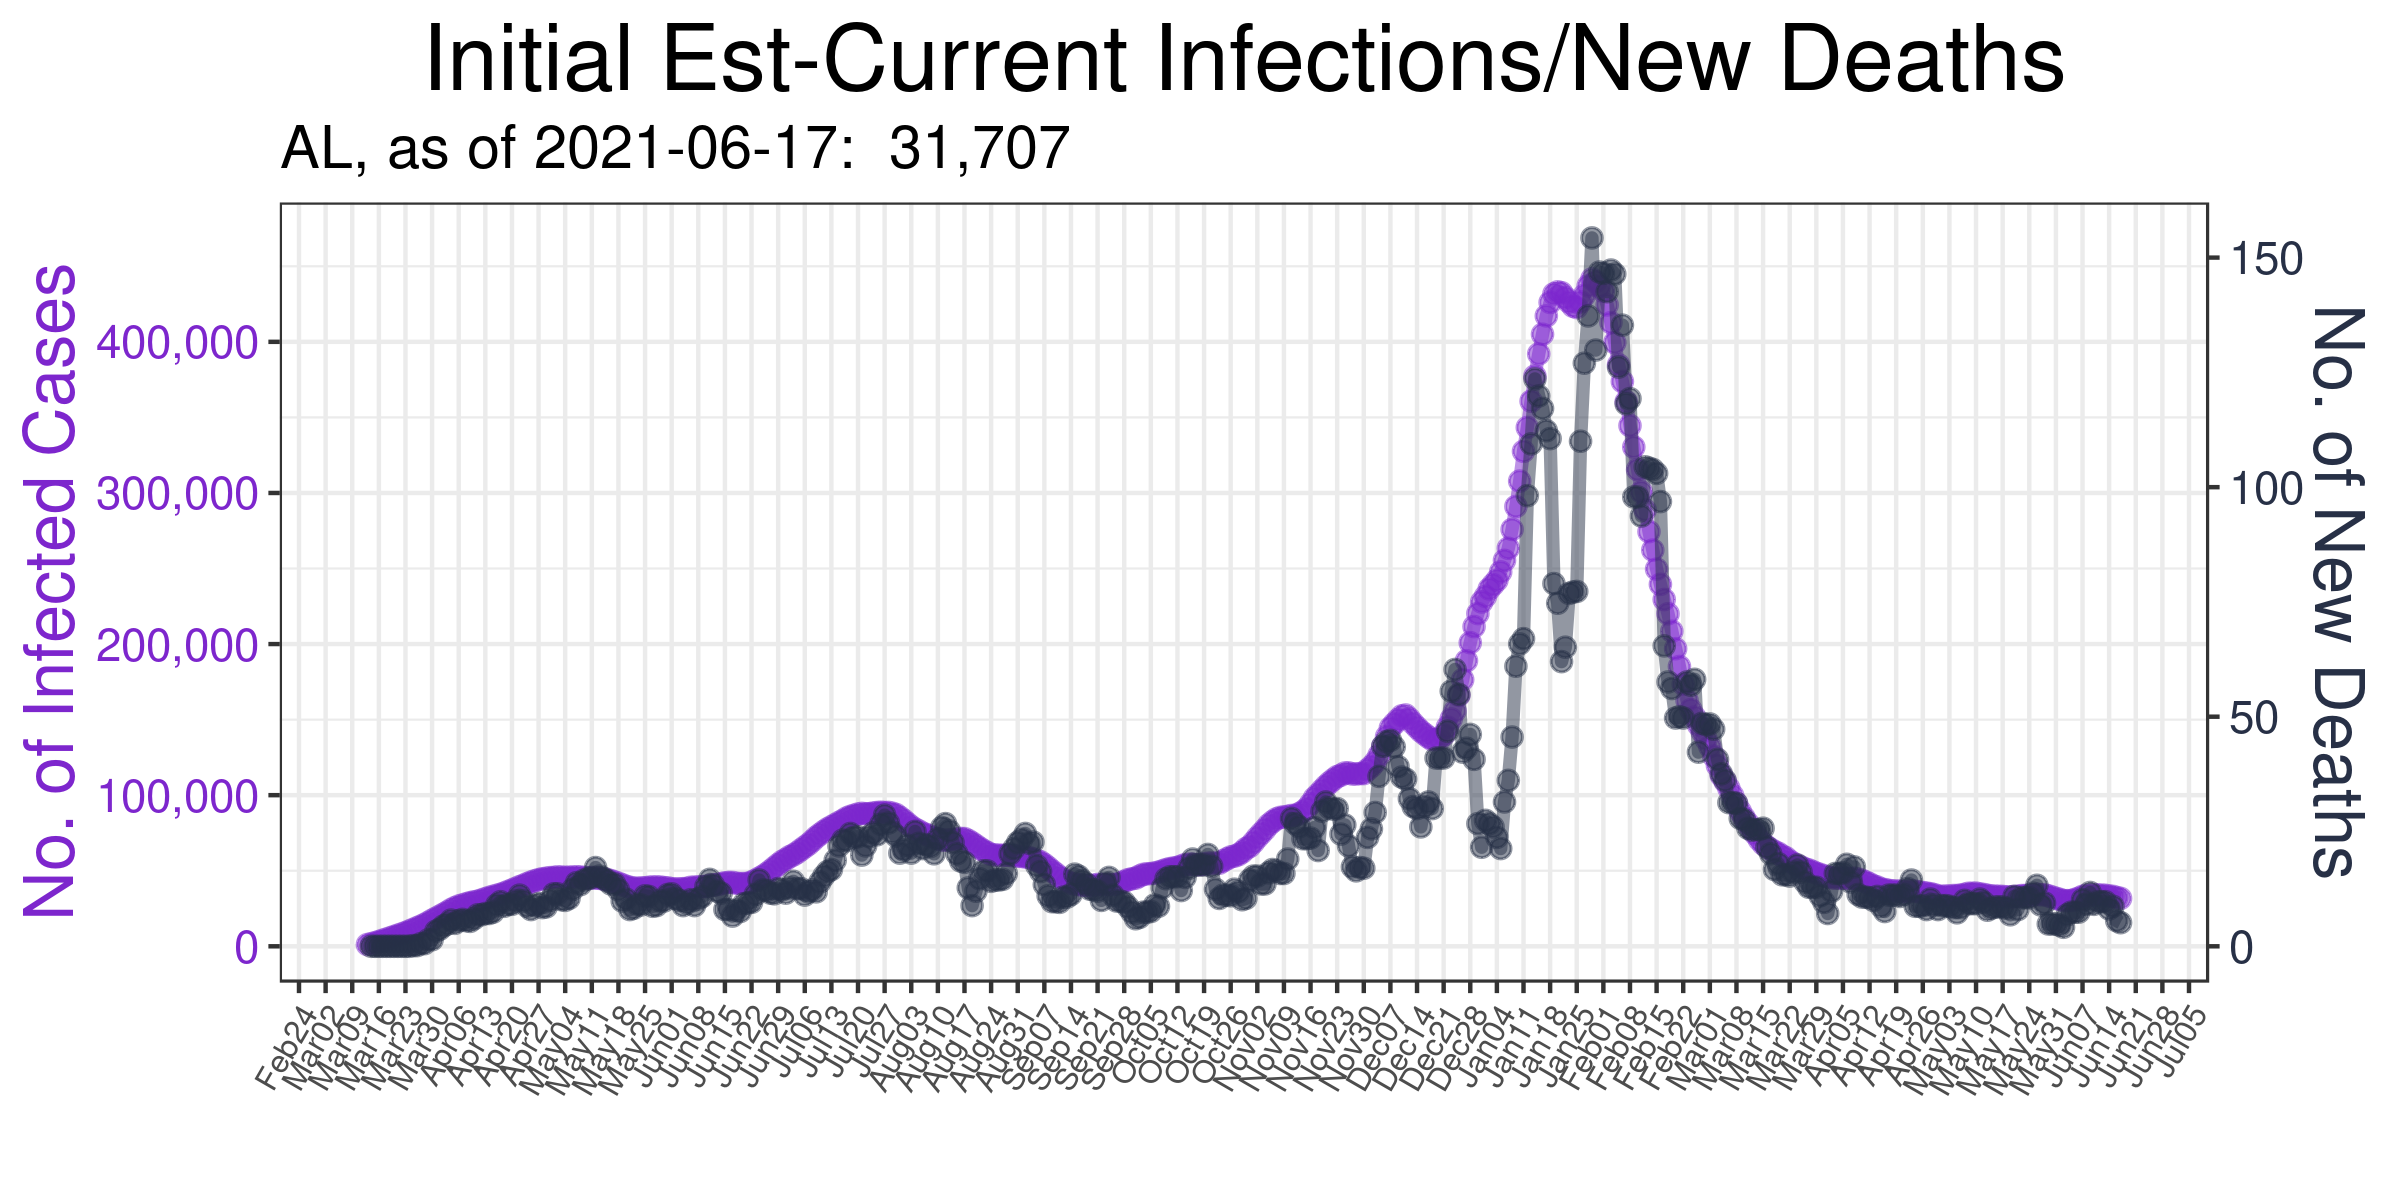 Initial Est-Current Infections/New Deaths
AL, as of 2021-06-17:  31,707
No. of Infected Cases
400,000
300,000
200,000
100,000
0
150
100
50
0
No. of New Deaths
Feb24
Mar02
Mar09
Mar16
Mar23
Mar30
Apr06
Apr13
Apr20
Apr27
May04
May11
May18
May25
Jun01
Jun08
Jun15
Jun22
Jun29
Jul06
Jul13
Jul20
Jul27
Aug03
Aug10
Aug17
Aug24
Aug31
Sep07
Sep14
Sep21
Sep28
Oct05
Oct12
Oct19
Oct26
Nov02
Nov09
Nov16
Nov23
Nov30
Dec07
Dec14
Dec21
Dec28
Jan04
Jan11
Jan18
Jan25
Feb01
Feb08
Feb15
Feb22
Mar01
Mar08
Mar15
Mar22
Mar29
Apr05
Apr12
Apr19
Apr26
May03
May10
May17
May24
May31
Jun07
Jun14
Jun21
Jun28
Jul05